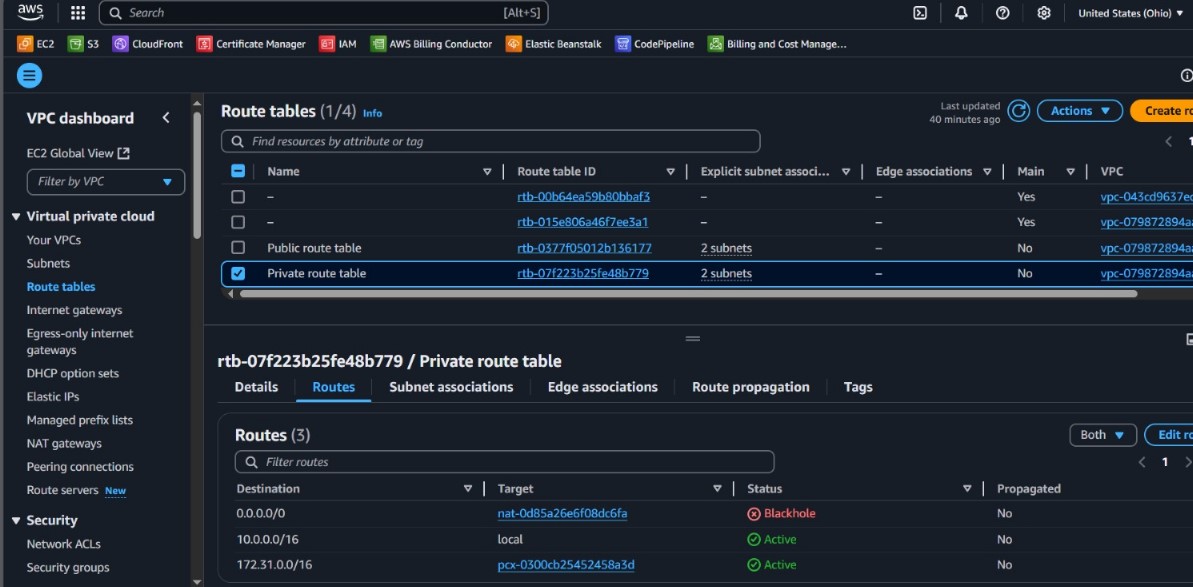 aws Search [Alt+S] United States (Ohio)
EC2 S3 CloudFront Certificate Manager IAM AWS Billing Conductor Elastic Beanstalk CodePipeline Billing and Cost Manage...
VPC dashboard
EC2 Global View
Filter by VPC
Virtual private cloud
Your VPCs
Subnets
Route tables
Internet gateways
Egress-only internet
gateways
DHCP option sets
Elastic IPs
Managed prefix lists
NAT gateways
Peering connections
Route servers New
Security
Network ACLs
Security groups
Route tables (1/4) Info
Last updated
40 minutes ago
Actions
Create ro
Find resources by attribute or tag
Name Route table ID Explicit subnet associ... Edge associations Main VPC
– rtb-00b64ea59b80bbaf3 – – Yes vpc-043cd9637ec
– rtb-015e806a46f7ee3a1 – – Yes vpc-079872894aa
Public route table rtb-0377f05012b136177 2 subnets – No vpc-079872894aa
Private route table rtb-07f223b25fe48b779 2 subnets – No vpc-079872894aa
rtb-07f223b25fe48b779 / Private route table
Details Routes Subnet associations Edge associations Route propagation Tags
Routes (3)
Both
Edit ro
Filter routes
1
Destination Target Status Propagated
0.0.0.0/0 nat-0d85a26e6f08dc6fa Blackhole No
10.0.0.0/16 local Active No
172.31.0.0/16 pcx-0300cb25452458a3d Active No